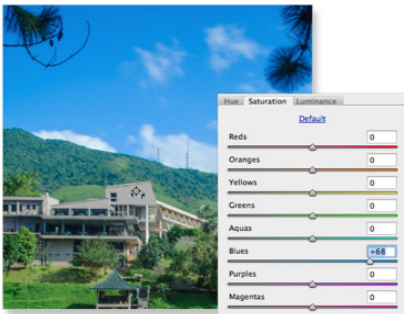 Hue Saturation Luminance
Default
Reds 0
Oranges 0
Yellows 0
Greens 0
Aquas 0
Blues +68
Purples 0
Magentas 0